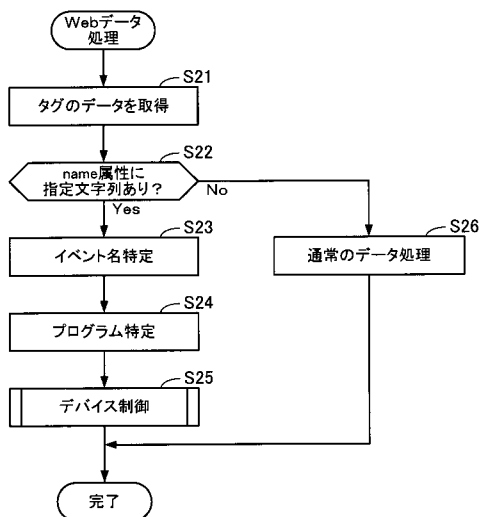 Webデータ
処理
S21
タグのデータを取得
S22
name属性に
指定文字列あり？
No
Yes
S23
イベント名特定
S26
通常のデータ処理
S24
プログラム特定
S25
デバイス制御
完了